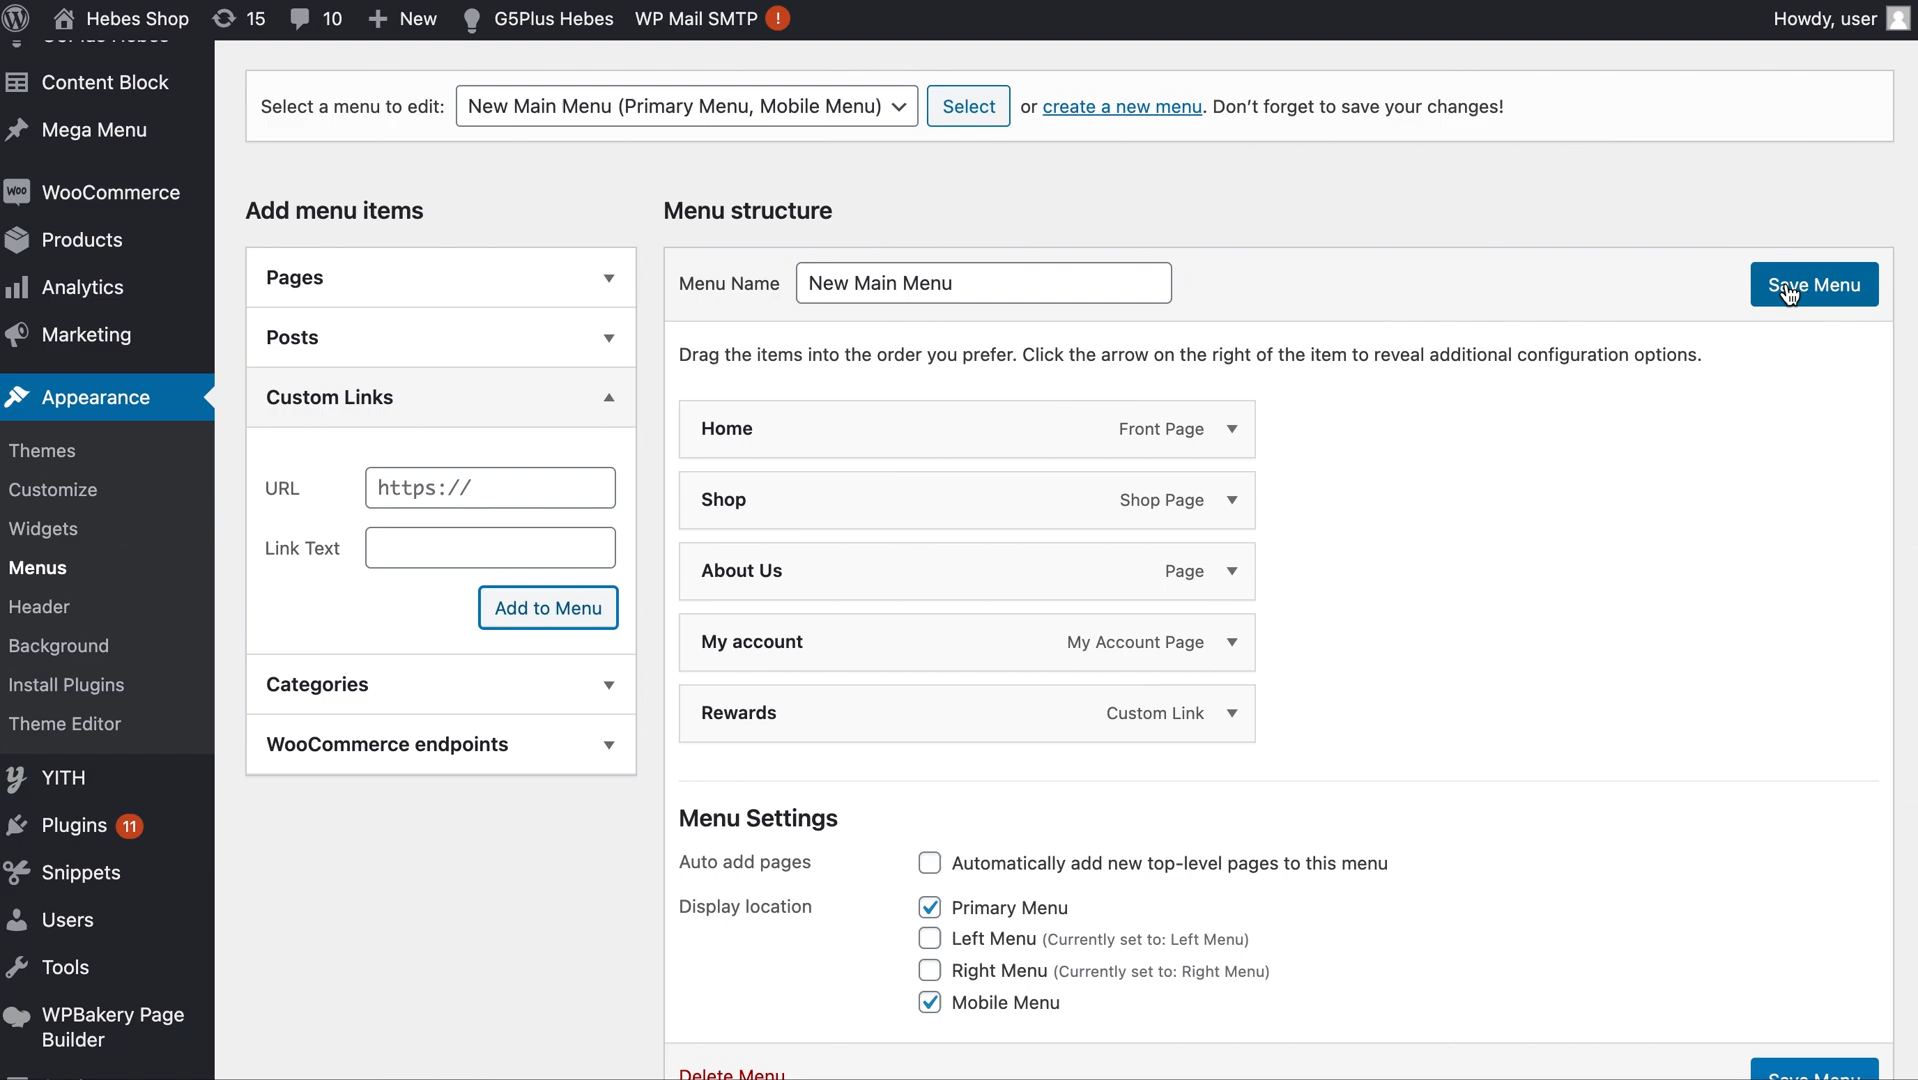 Hebes Shop 15 10 New G5Plus Hebes WP Mail SMTP ! Howdy, user
Content Block
Mega Menu
WooCommerce
Products
Analytics
Marketing
Appearance
Themes
Customize
Widgets
Menus
Header
Background
Install Plugins
Theme Editor
YITH
Plugins 11
Snippets
Users
Tools
WPBakery Page
Builder
Select a menu to edit: New Main Menu (Primary Menu, Mobile Menu) Select or create a new menu. Don’t forget to save your changes!
Add menu items
Pages
Posts
Custom Links
URL https://
Link Text
Add to Menu
Categories
WooCommerce endpoints
Menu structure
Menu Name New Main Menu Save Menu
Drag the items into the order you prefer. Click the arrow on the right of the item to reveal additional configuration options.
Home Front Page
Shop Shop Page
About Us Page
My account My Account Page
Rewards Custom Link
Menu Settings
Auto add pages Automatically add new top-level pages to this menu
Display location Primary Menu
Left Menu (Currently set to: Left Menu)
Right Menu (Currently set to: Right Menu)
Mobile Menu
Delete Menu Save Menu